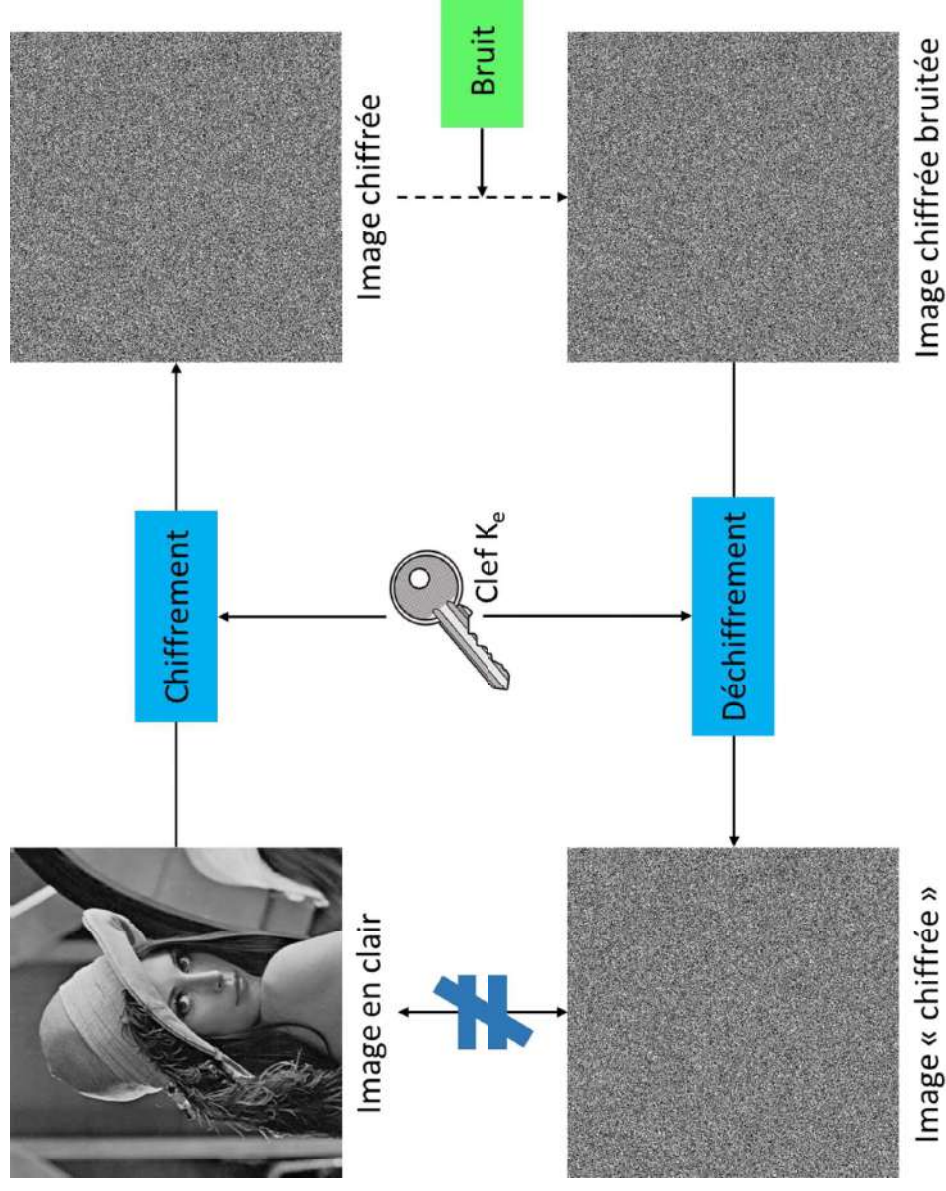 Image en clair
Chiffrement
Image chiffrée
Clef Ke
Bruit
Image « chiffrée »
Déchiffrement
Image chiffrée bruitée